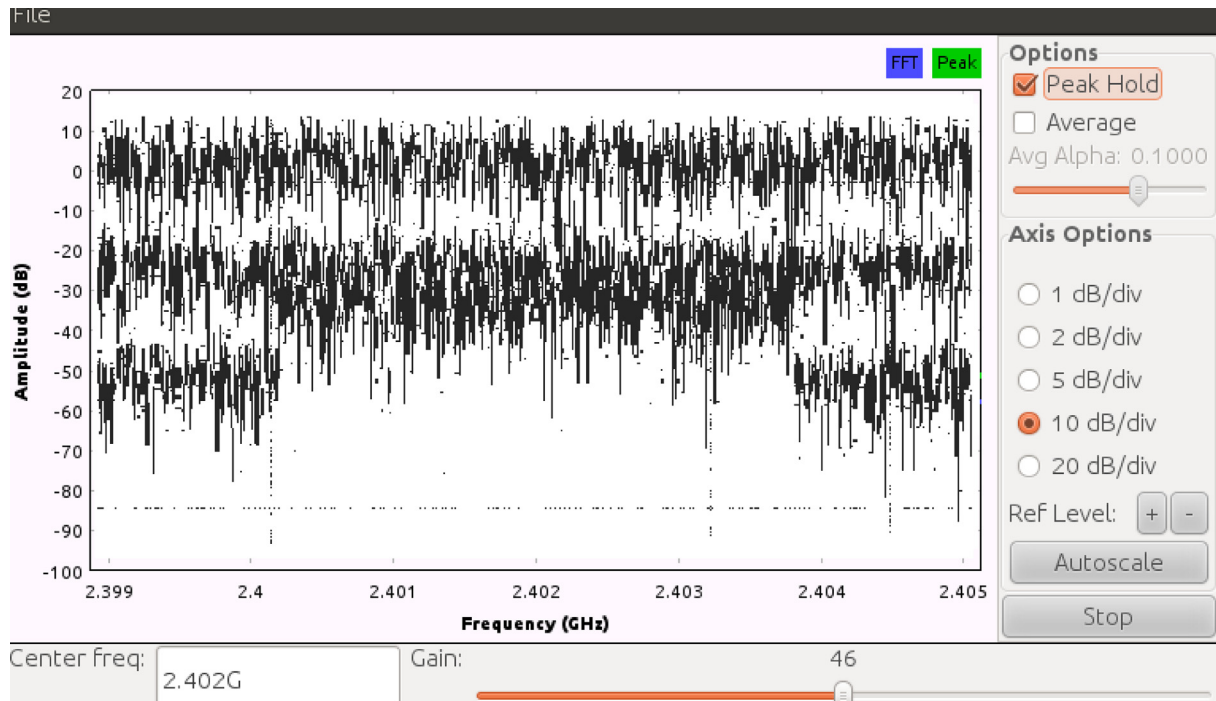 File
FFT Peak
Options
Peak Hold
Average
Avg Alpha: 0.1000
Axis Options
1 dB/div
2 dB/div
5 dB/div
10 dB/div
20 dB/div
Ref Level: + -
Autoscale
Stop
Amplitude (dB)
20
10
0
-10
-20
-30
-40
-50
-60
-70
-80
-90
-100
2.399 2.4 2.401 2.402 2.403 2.404 2.405
Frequency (GHz)
Center freq: 2.402G Gain: 46